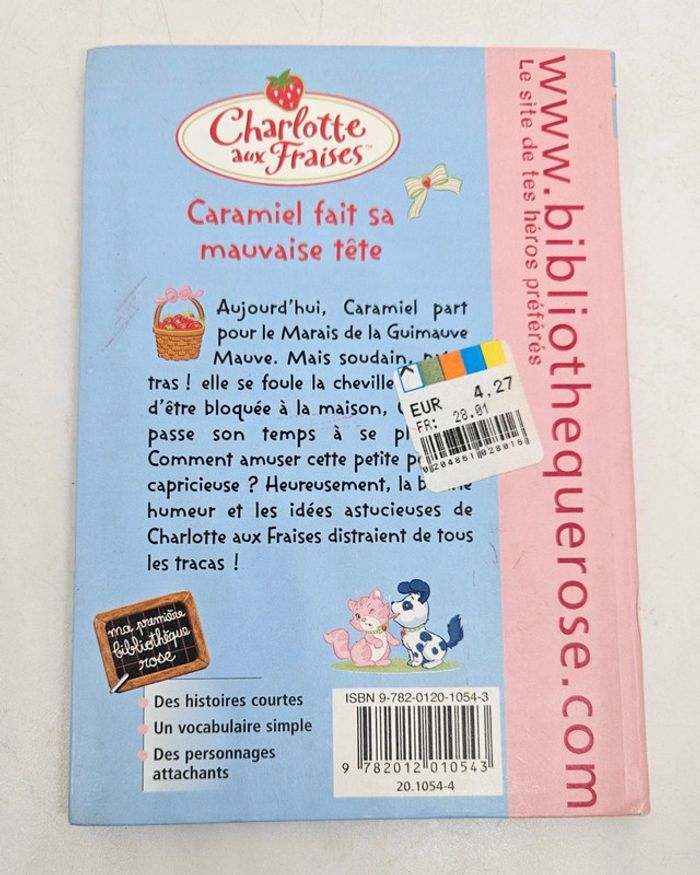 Charlotte
aux Fraises™
Caramiel fait sa
mauvaise tête
Aujourd'hui, Caramiel part
pour le Marais de la Guimauve
Mauve. Mais soudain,
tras ! elle se foule la cheville
d'être bloquée à la maison,
passe son temps à se
Comment amuser cette petite
capricieuse ? Heureusement, la
humeur et les idées astucieuses de
Charlotte aux Fraises distraient de tous
les tracas !
EUR 4,27
FR: 28.01
0204851028015
ma première
bibliothèque
rose
Des histoires courtes
Un vocabulaire simple
Des personnages
attachants
ISBN 9-782-0120-1054-3
9 782012 010543
20.1054-4
www.bibliothequerose.com
Le site de tes héros préférés